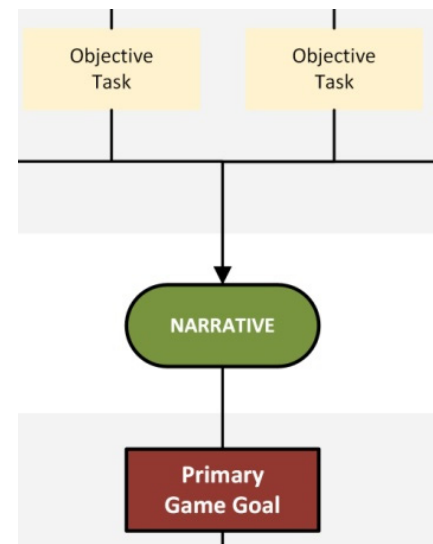 Objective
Task
Objective
Task
NARRATIVE
Primary
Game Goal